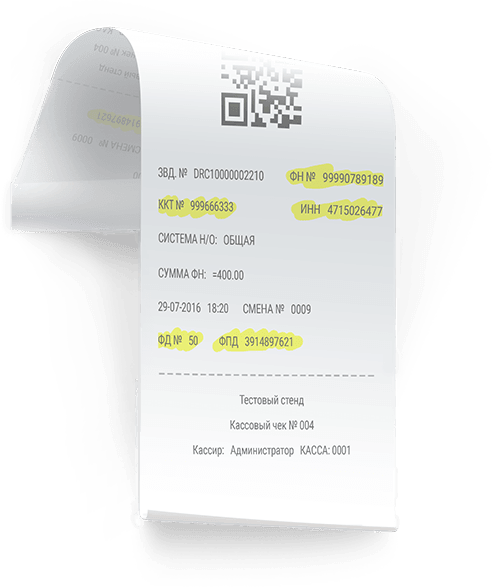 ЗВД. № DRC10000002210 ФН № 99990789189
ККТ № 999666333 ИНН 4715026477
СИСТЕМА Н/О: ОБЩАЯ
СУММА ФН: =400.00
29-07-2016 18:20 СМЕНА № 0009
ФД № 50 ФПД 3914897621
Тестовый стенд
Кассовый чек № 004
Кассир: Администратор КАССА: 0001